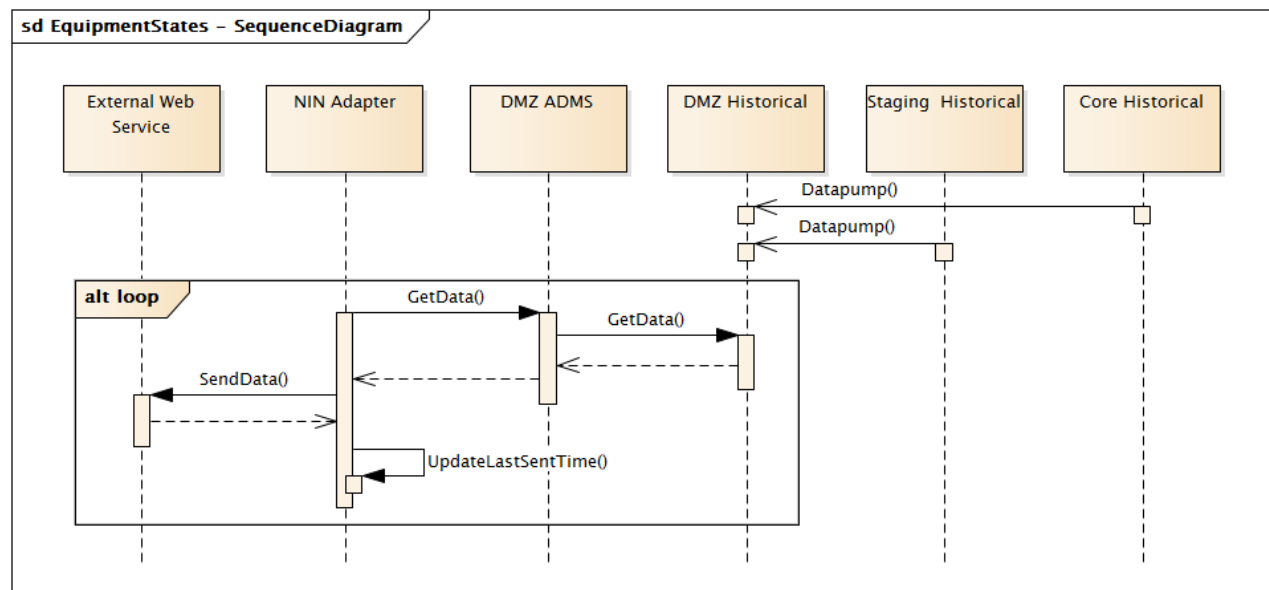 sd EquipmentStates - SequenceDiagram
External Web
Service
NIN Adapter
DMZ ADMS
DMZ Historical
Staging  Historical
Core Historical
Datapump()
Datapump()
alt loop
GetData()
GetData()
SendData()
UpdateLastSentTime()